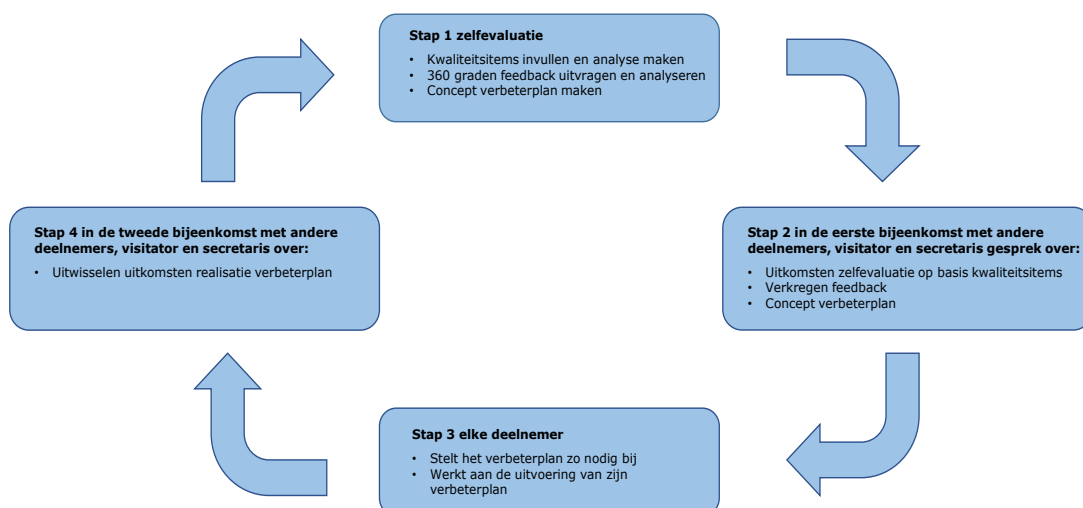 Stap 1 zelfevaluatie
• Kwaliteitsitems invullen en analyse maken
• 360 graden feedback uitvragen en analyseren
• Concept verbeterplan maken
Stap 2 in de eerste bijeenkomst met andere
deelnemers, visitator en secretaris gesprek over:
• Uitkomsten zelfevaluatie op basis kwaliteitsitems
• Verkregen feedback
• Concept verbeterplan
Stap 3 elke deelnemer
• Stelt het verbeterplan zo nodig bij
• Werkt aan de uitvoering van zijn
verbeterplan
Stap 4 in de tweede bijeenkomst met andere
deelnemers, visitator en secretaris over:
• Uitwisselen uitkomsten realisatie verbeterplan